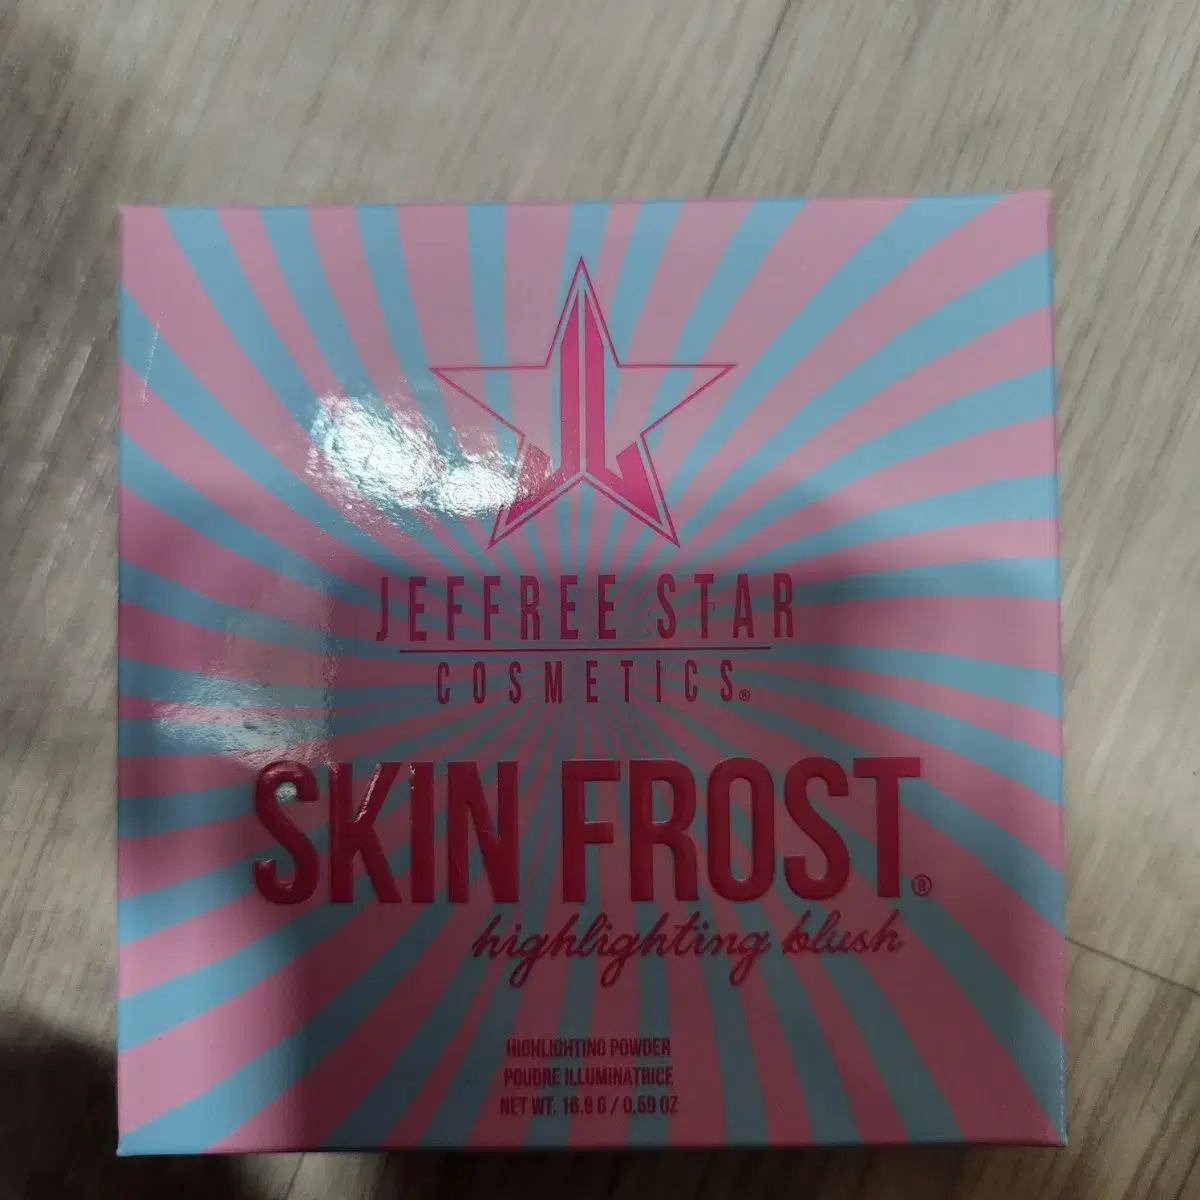 JEFFREE STAR
COSMETICS®
SKIN FROST®
highlighting blush
HIGHLIGHTING POWDER
POUDRE ILLUMINATRICE
NET WT. 16.9 G / 0.59 OZ